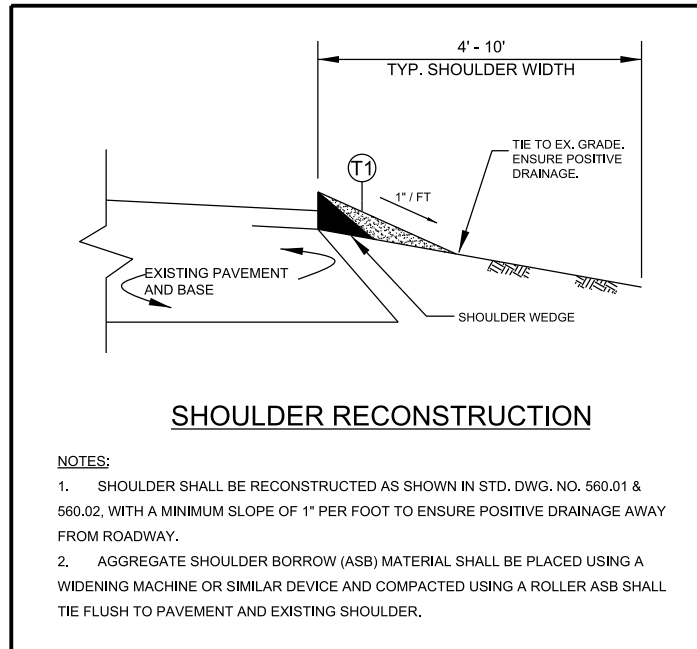 4' - 10'
TYP. SHOULDER WIDTH
TIE TO EX. GRADE.
ENSURE POSITIVE
DRAINAGE.
T1
1" / FT
EXISTING PAVEMENT
AND BASE
SHOULDER WEDGE
SHOULDER RECONSTRUCTION
NOTES:
1. SHOULDER SHALL BE RECONSTRUCTED AS SHOWN IN STD. DWG. NO. 560.01 &
560.02, WITH A MINIMUM SLOPE OF 1" PER FOOT TO ENSURE POSITIVE DRAINAGE AWAY
FROM ROADWAY.
2. AGGREGATE SHOULDER BORROW (ASB) MATERIAL SHALL BE PLACED USING A
WIDENING MACHINE OR SIMILAR DEVICE AND COMPACTED USING A ROLLER ASB SHALL
TIE FLUSH TO PAVEMENT AND EXISTING SHOULDER.